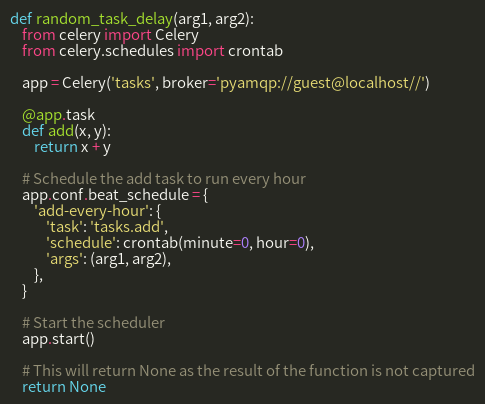 def random_task_delay(arg1, arg2):
    from celery import Celery
    from celery.schedules import crontab

    app = Celery('tasks', broker='pyamqp://guest@localhost//')

    @app.task
    def add(x, y):
        return x + y

    # Schedule the add task to run every hour
    app.conf.beat_schedule = {
        'add-every-hour': {
            'task': 'tasks.add',
            'schedule': crontab(minute=0, hour=0),
            'args': (arg1, arg2),
        },
    }

    # Start the scheduler
    app.start()

    # This will return None as the result of the function is not captured
    return None